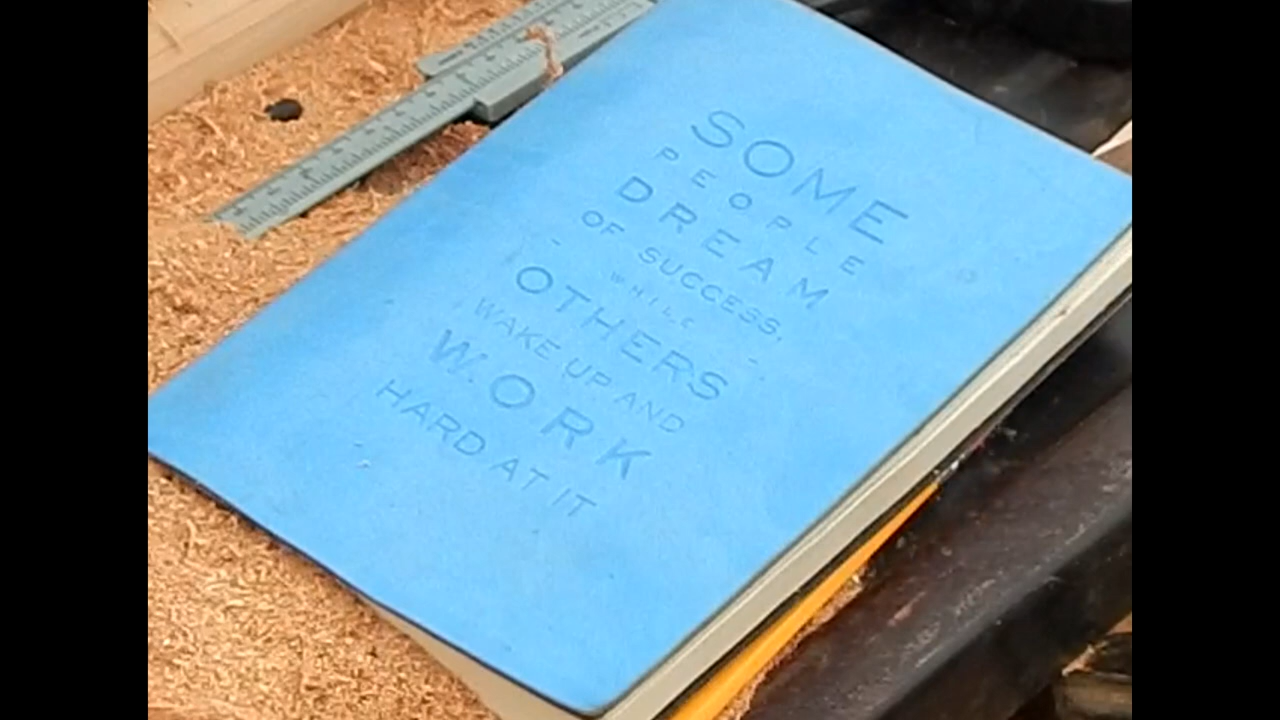 SOME
PEOPLE
DREAM
OF SUCCESS,
- WHILE -
OTHERS
WAKE UP AND
WORK
HARD AT IT